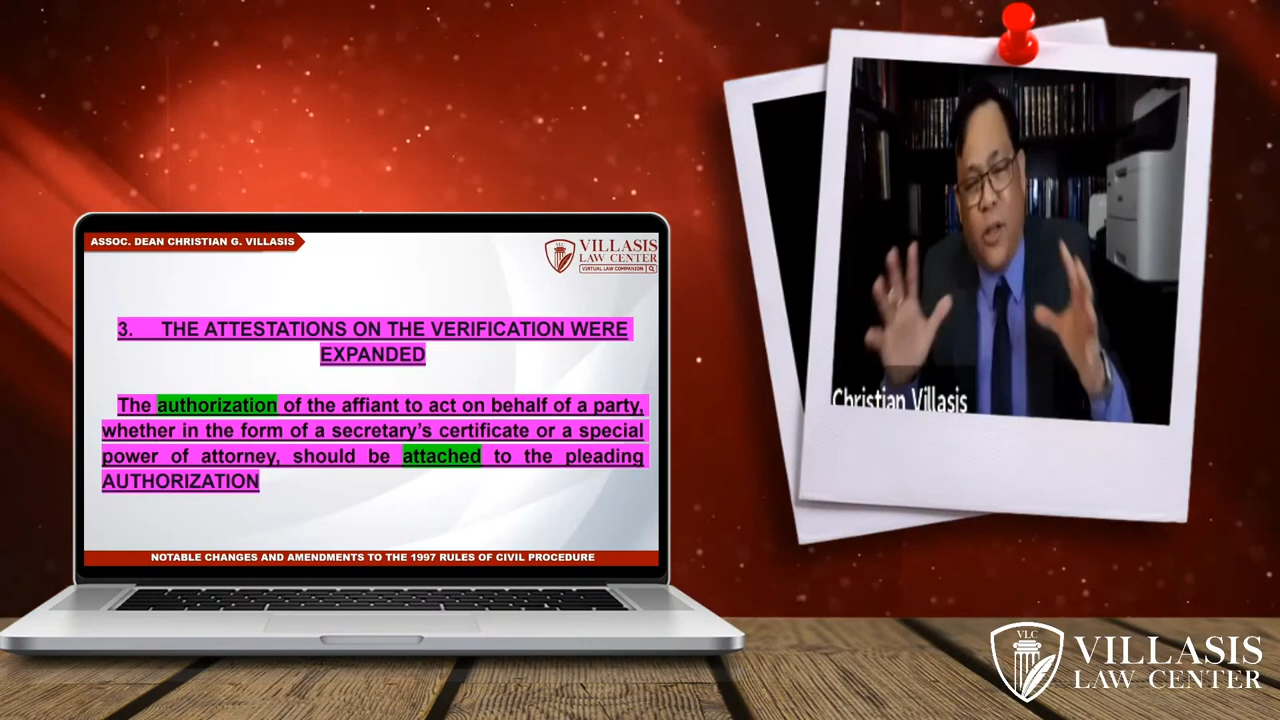 ASSOC. DEAN CHRISTIAN G. VILLASIS
VLC
VILLASIS
LAW CENTER
VIRTUAL LAW COMPANION
3. THE ATTESTATIONS ON THE VERIFICATION WERE
EXPANDED
The authorization of the affiant to act on behalf of a party,
whether in the form of a secretary’s certificate or a special
power of attorney, should be attached to the pleading
AUTHORIZATION
NOTABLE CHANGES AND AMENDMENTS TO THE 1997 RULES OF CIVIL PROCEDURE
Christian Villasis
VLC
VILLASIS
LAW CENTER